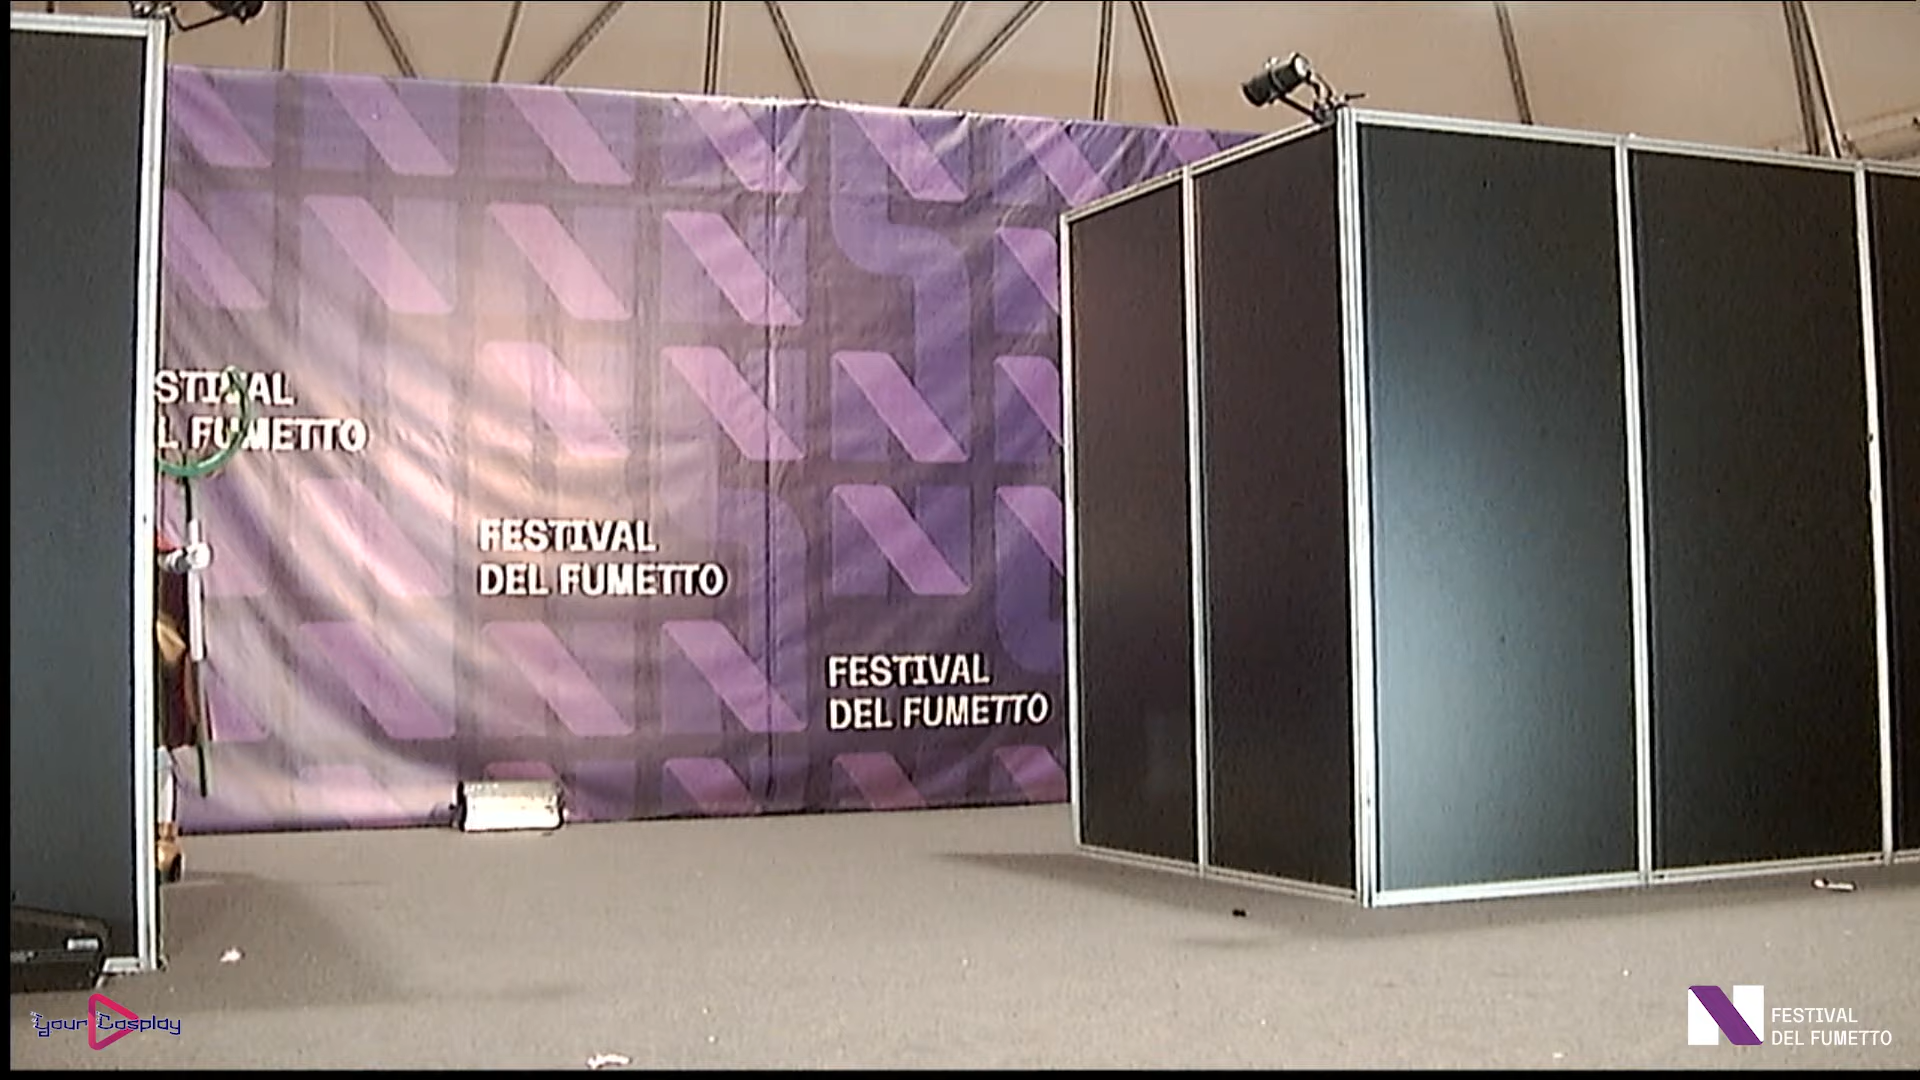 STIVAL
L FUMETTO
FESTIVAL
DEL FUMETTO
FESTIVAL
DEL FUMETTO
Your Cosplay
N FESTIVAL
DEL FUMETTO